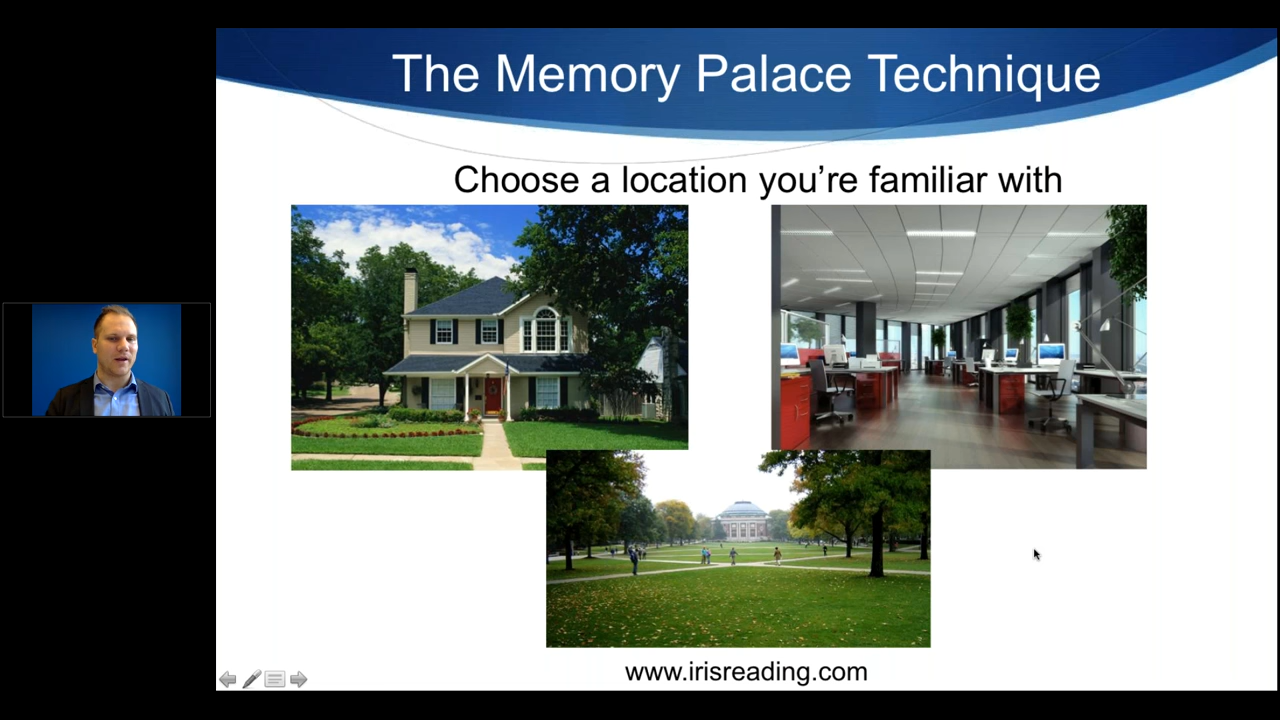 The Memory Palace Technique
Choose a location you’re familiar with
www.irisreading.com